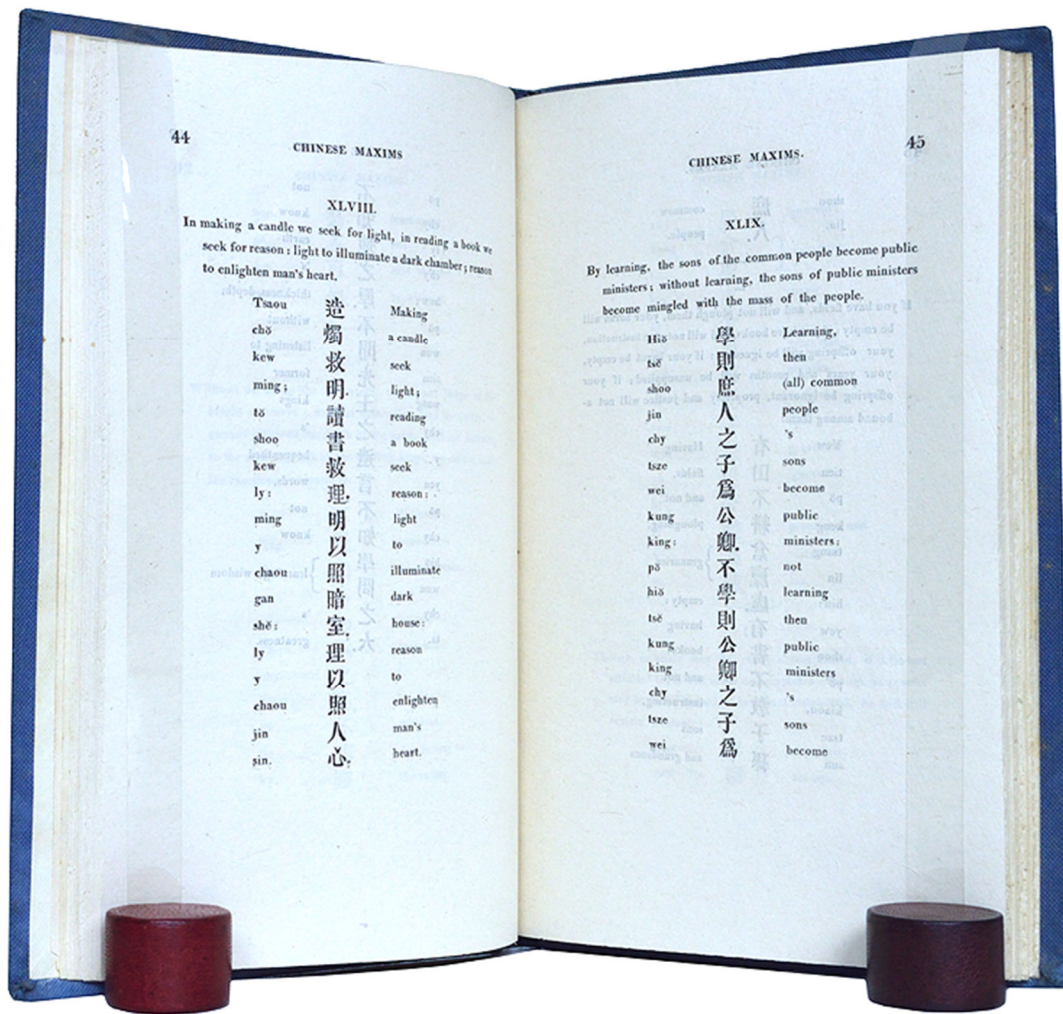 44
CHINESE MAXIMS
XLVIII.
In making a candle we seek for light, in reading a book we
seek for reason: light to illuminate a dark chamber; reason
to enlighten man's heart.
Tsaou 造 Making
chŏ 燭 a candle
kew 救 seek
ming; 明. light;
tŏ 讀 reading
shoo 書 a book
kew 救 seek
ly: 理. reason:
ming 明 light
y 以 to
chaou 照 illuminate
gan 暗 dark
shĕ: 室. house:
ly 理 reason
y 以 to
chaou 照 enlighten
jin 人 man's
sin. 心. heart.
45
CHINESE MAXIMS.
XLIX.
By learning, the sons of the common people become public
ministers; without learning, the sons of public ministers
become mingled with the mass of the people.
Hiŏ 學 Learning,
tsĕ 則 then
shoo 庶 (all) common
jin 人 people
chy 之 's
tsze 子 sons
wei 爲 become
kung 公 public
king: 卿. ministers:
pŏ 不 not
hiŏ 學 learning
tsĕ 則 then
kung 公 public
king 卿 ministers
chy 之 's
tsze 子 sons
wei 爲 become